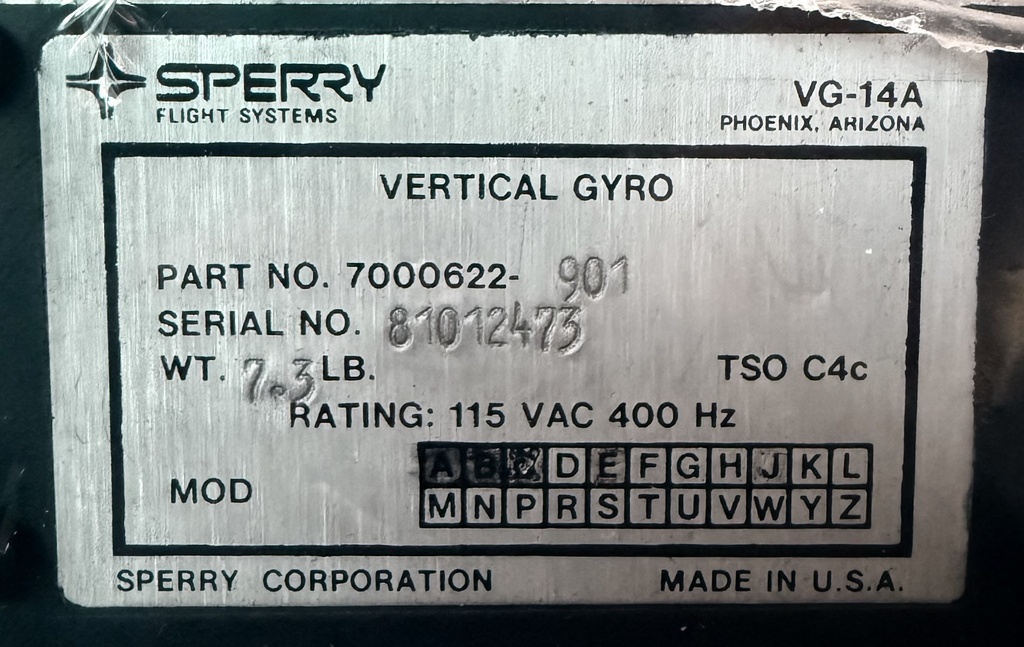 SPERRY
FLIGHT SYSTEMS
VG-14A
PHOENIX, ARIZONA
VERTICAL GYRO
PART NO. 7000622- 901
SERIAL NO. 81012473
WT. 7.3 LB.
TSO C4c
RATING: 115 VAC 400 Hz
MOD
A B C D E F G H J K L
M N P R S T U V W Y Z
SPERRY CORPORATION
MADE IN U.S.A.